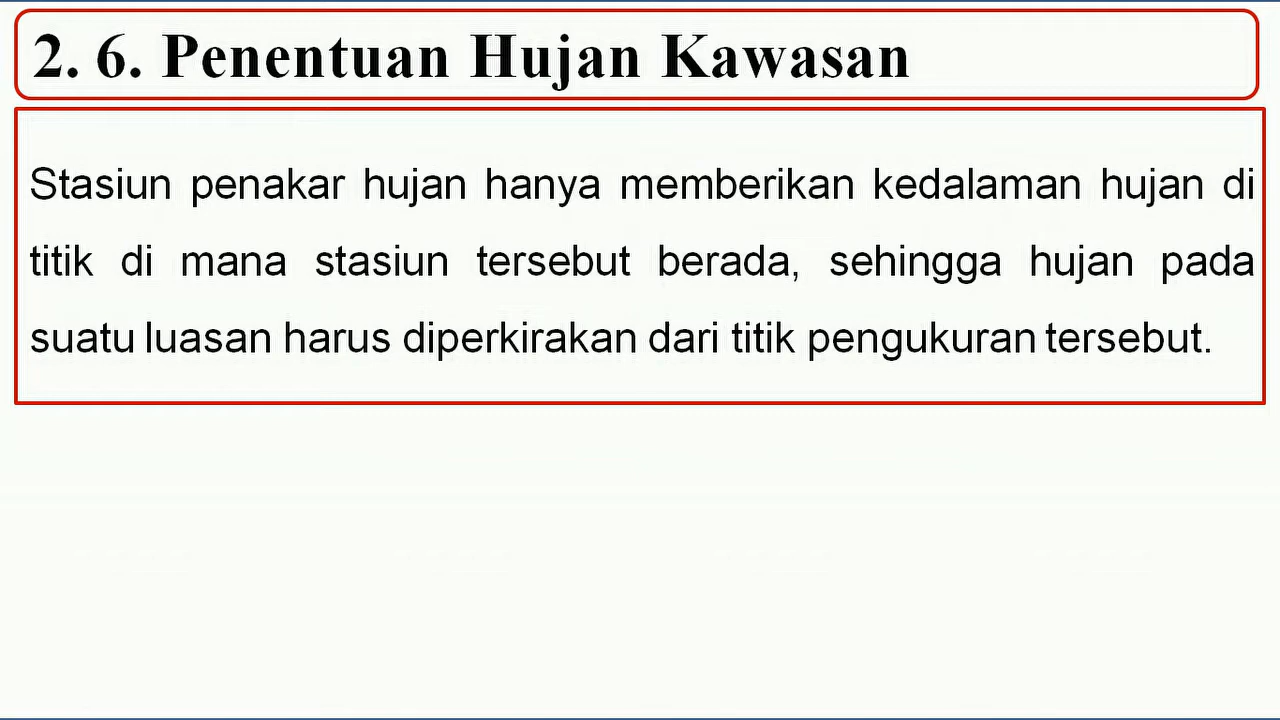 2. 6. Penentuan Hujan Kawasan
Stasiun penakar hujan hanya memberikan kedalaman hujan di
titik di mana stasiun tersebut berada, sehingga hujan pada
suatu luasan harus diperkirakan dari titik pengukuran tersebut.